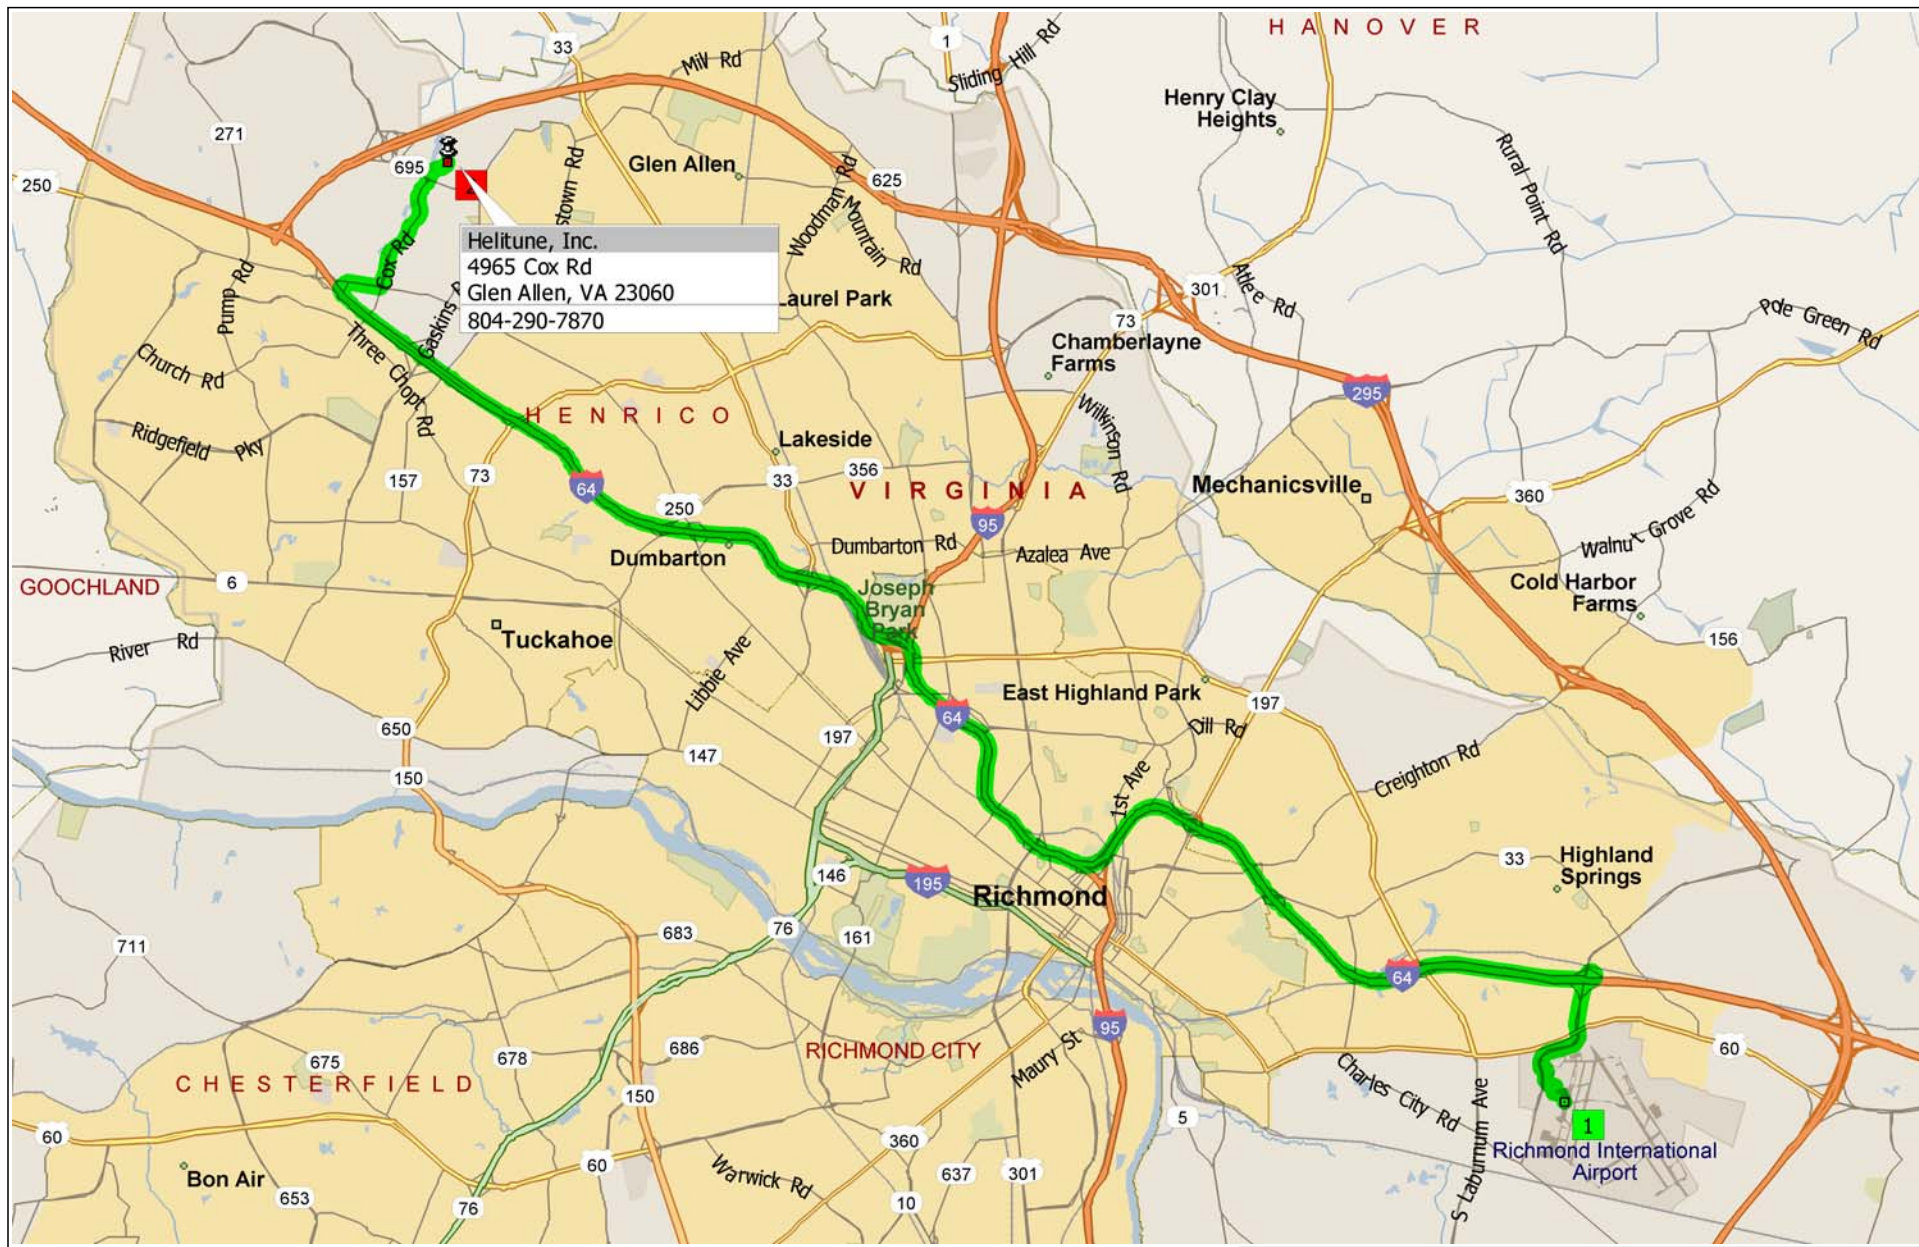 HANOVER
33
1
Mill Rd
Sliding Hill Rd
Henry Clay
Heights
271
695
Glen Allen
625
Woodman Rd
Mountain Rd
Rural Point Rd
250
2
stown Rd
Helitune, Inc.
4965 Cox Rd
Glen Allen, VA 23060
804-290-7870
Cox Rd
Pump Rd
Gaskins
Laurel Park
301
Atlee Rd
73
Pole Green Rd
Chamberlayne
Farms
Three Chopt Rd
Church Rd
295
HENRICO
Ridgefield Pky
Lakeside
Wilkinson Rd
157
73
64
33
356
VIRGINIA
Mechanicsville
360
250
95
Walnut Grove Rd
Dumbarton
Dumbarton Rd
Azalea Ave
GOOCHLAND
6
Joseph
Bryan
Park
Cold Harbor
Farms
Tuckahoe
River Rd
Libbie Ave
156
East Highland Park
197
64
Dill Rd
650
197
147
150
Creighton Rd
1st Ave
33
Highland
Springs
146
195
Richmond
711
683
76
161
64
95
Maury St
60
675
678
686
RICHMOND CITY
CHESTERFIELD
150
Charles City Rd
S Laburnum Ave
5
1
Richmond International
Airport
60
360
60
Bon Air
653
76
Warwick Rd
637
301
10